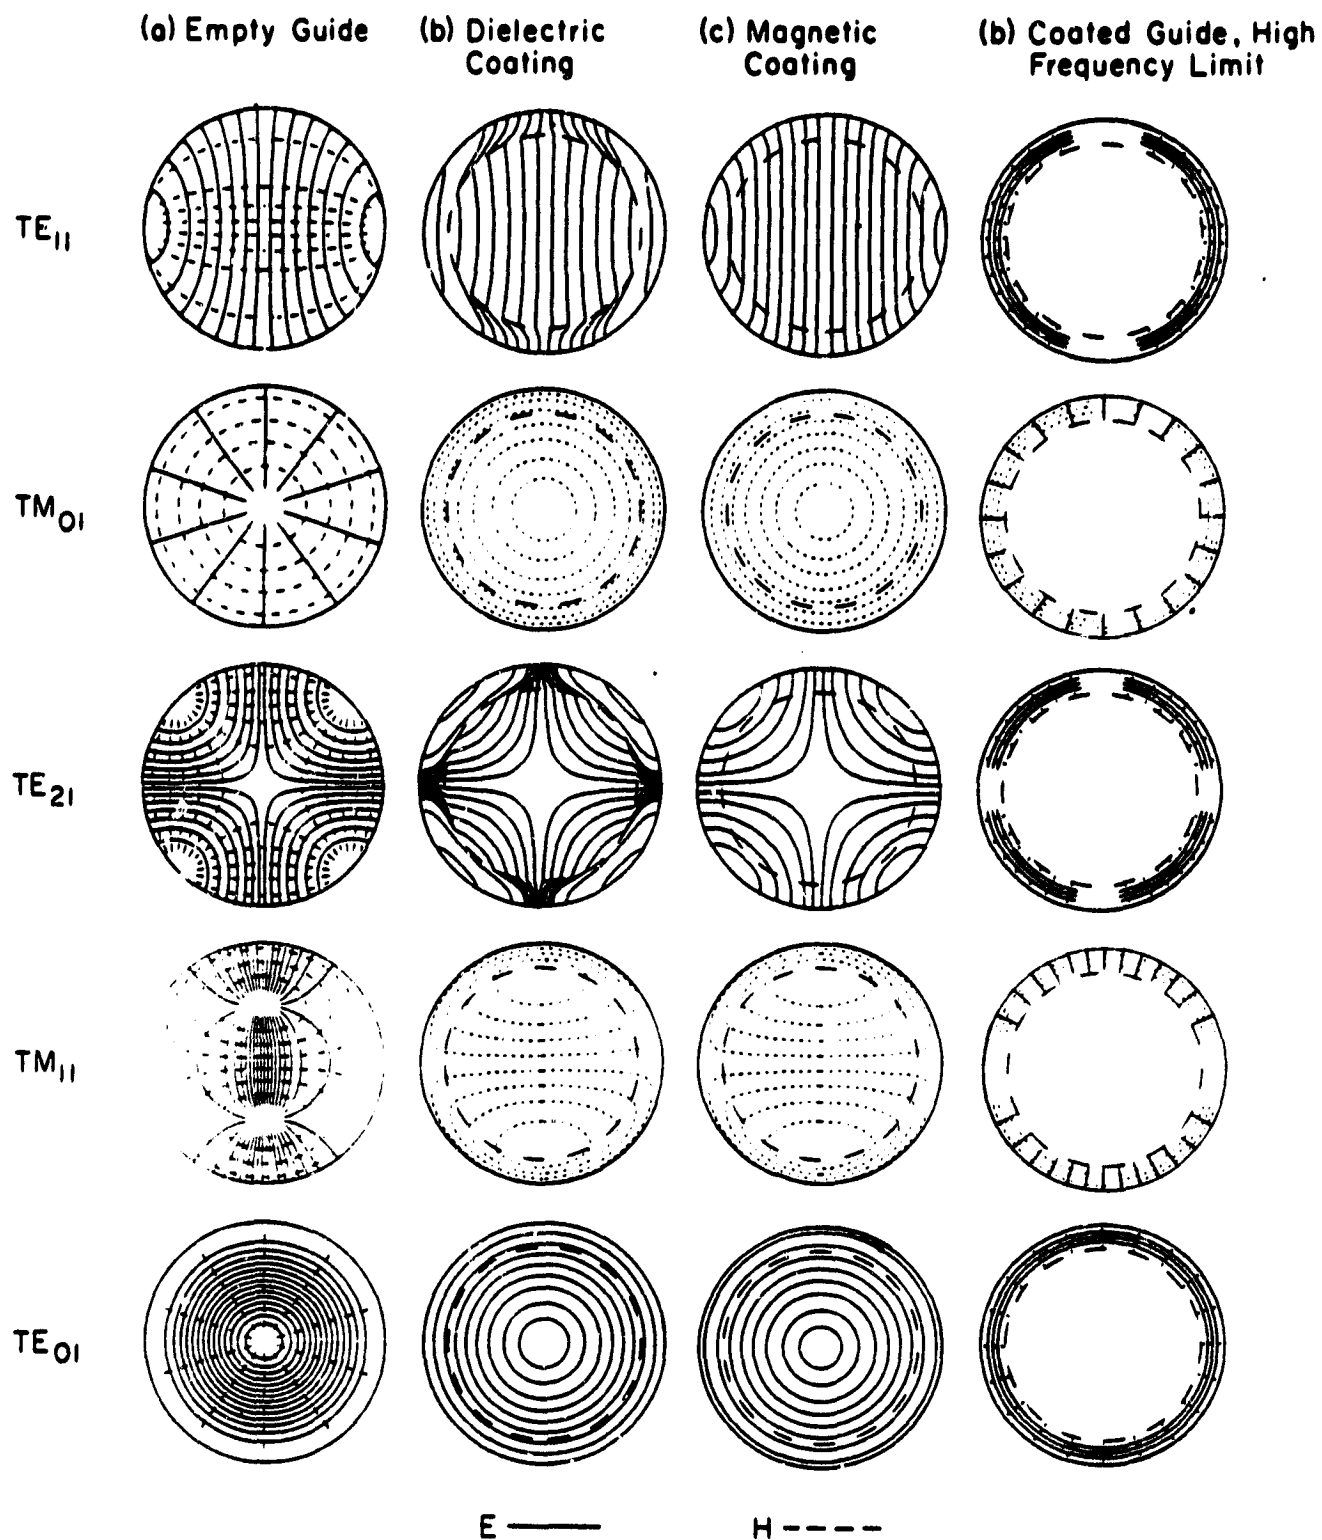 (a) Empty Guide
(b) Dielectric
Coating
(c) Magnetic
Coating
(b) Coated Guide, High
Frequency Limit
TE11
TM01
TE21
TM11
TE01
E
H